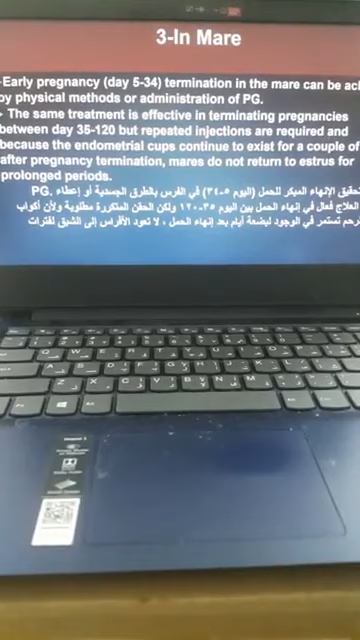 3-In Mare
Early pregnancy (day 5-34) termination in the mare can be
by physical methods or administration of PG.
The same treatment is effective in terminating pregnancies
between day 35-120 but repeated injections are required and
because the endometrial cups continue to exist for a couple of
after pregnancy termination, mares do not return to estrus for
prolonged periods.
تحقيق الإنهاء المبكر للحمل (اليوم ٥-٣٤) في الفرس بالطرق الجسدية أو إعطاء PG.
العلاج فعال في إنهاء الحمل بين اليوم ٣٥-١٢٠ ولكن الحقن المتكررة مطلوبة ولأن أكواب
الرحم تستمر في الوجود لبضعة أيام بعد إنهاء الحمل ، لا تعود الأفراس إلى الشبق لفترات
Q W E R T Y U I O P
A S D F G H J K L
Z X C V B N M